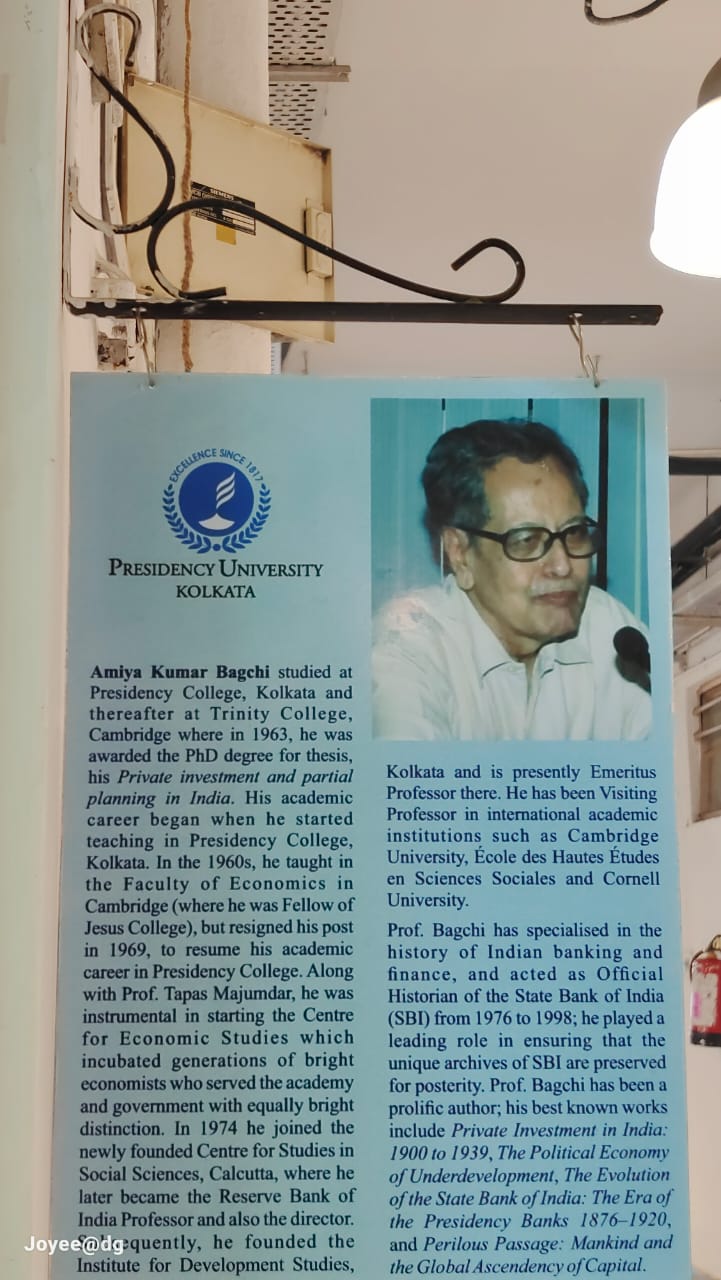 SIEMENS
EXCELLENCE SINCE 1817
PRESIDENCY UNIVERSITY
KOLKATA
Amiya Kumar Bagchi studied at
Presidency College, Kolkata and
thereafter at Trinity College,
Cambridge where in 1963, he was
awarded the PhD degree for thesis,
his Private investment and partial
planning in India. His academic
career began when he started
teaching in Presidency College,
Kolkata. In the 1960s, he taught in
the Faculty of Economics in
Cambridge (where he was Fellow of
Jesus College), but resigned his post
in 1969, to resume his academic
career in Presidency College. Along
with Prof. Tapas Majumdar, he was
instrumental in starting the Centre
for Economic Studies which
incubated generations of bright
economists who served the academy
and government with equally bright
distinction. In 1974 he joined the
newly founded Centre for Studies in
Social Sciences, Calcutta, where he
later became the Reserve Bank of
India Professor and also the director.
Subsequently, he founded the
Institute for Development Studies,
Kolkata and is presently Emeritus
Professor there. He has been Visiting
Professor in international academic
institutions such as Cambridge
University, École des Hautes Études
en Sciences Sociales and Cornell
University.
Prof. Bagchi has specialised in the
history of Indian banking and
finance, and acted as Official
Historian of the State Bank of India
(SBI) from 1976 to 1998; he played a
leading role in ensuring that the
unique archives of SBI are preserved
for posterity. Prof. Bagchi has been a
prolific author; his best known works
include Private Investment in India:
1900 to 1939, The Political Economy
of Underdevelopment, The Evolution
of the State Bank of India: The Era of
the Presidency Banks 1876–1920,
and Perilous Passage: Mankind and
the Global Ascendency of Capital.
Joyee@dg